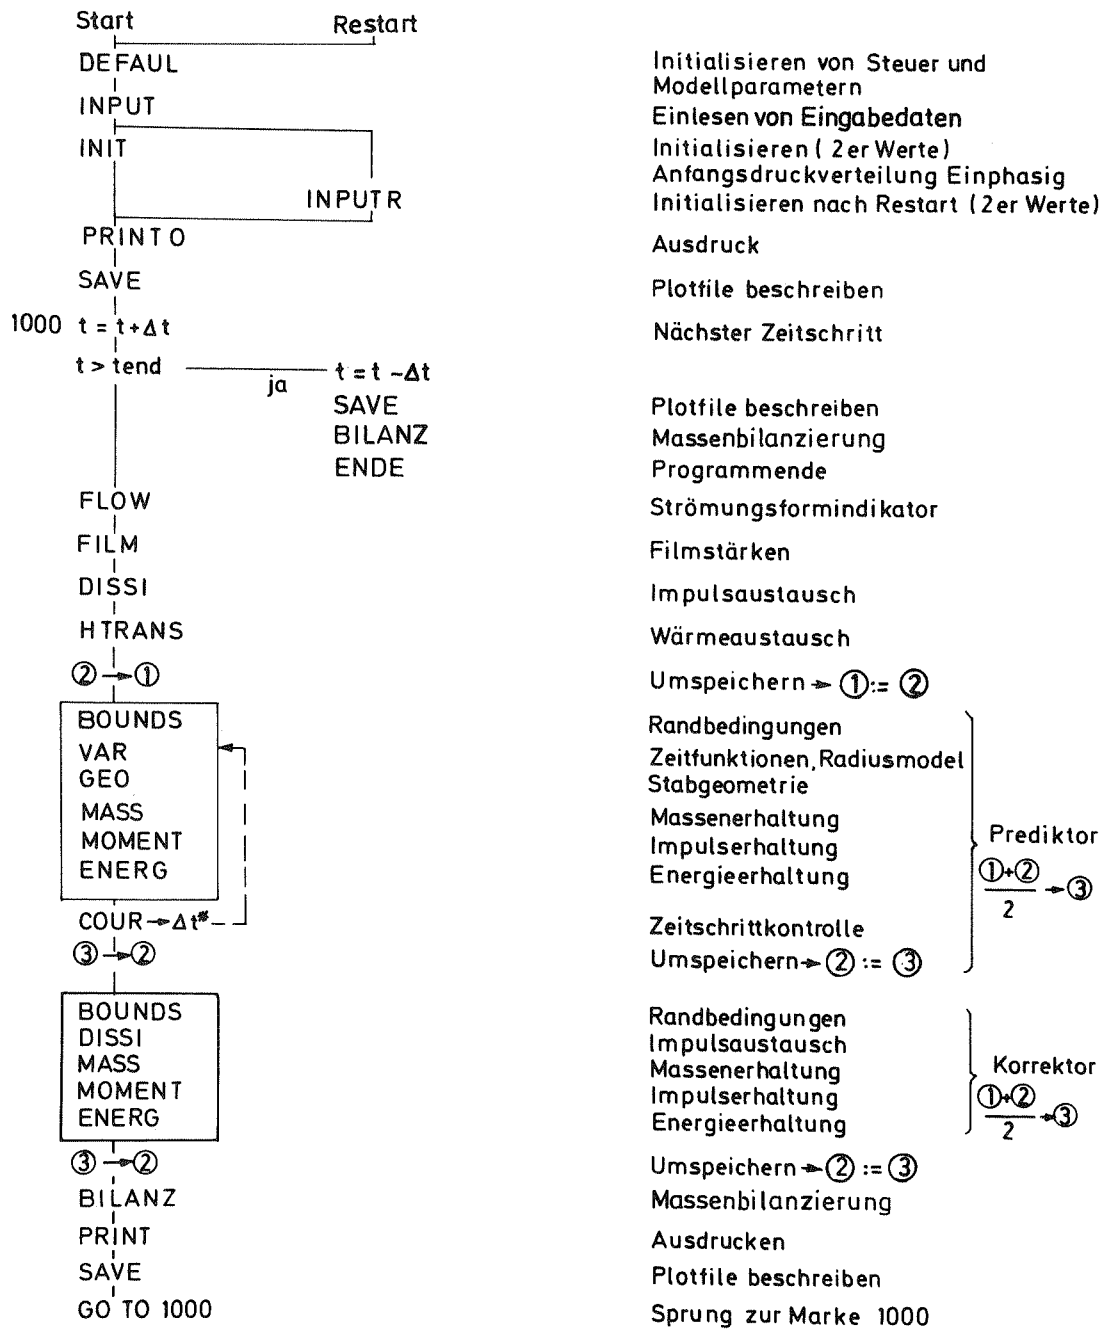 Start Restart
DEFAUL Initialisieren von Steuer und
Modellparametern
INPUT Einlesen von Eingabedaten
INIT Initialisieren ( 2er Werte)
Anfangsdruckverteilung Einphasig
INPUTR Initialisieren nach Restart (2er Werte)
PRINTO Ausdruck
SAVE Plotfile beschreiben
1000 t = t+Δt Nächster Zeitschritt
t > tend ja t = t -Δt
SAVE Plotfile beschreiben
BILANZ Massenbilanzierung
ENDE Programmende
FLOW Strömungsformindikator
FILM Filmstärken
DISSI Impulsaustausch
HTRANS Wärmeaustausch
②→① Umspeichern → ①:= ②
BOUNDS Randbedingungen
VAR Zeitfunktionen, Radiusmodel
GEO Stabgeometrie
MASS Massenerhaltung
MOMENT Impulserhaltung
ENERG Energieerhaltung
Prediktor
①+②
2 →③
COUR→Δt* Zeitschrittkontrolle
③→② Umspeichern→② := ③
BOUNDS Randbedingungen
DISSI Impulsaustausch
MASS Massenerhaltung
MOMENT Impulserhaltung
ENERG Energieerhaltung
Korrektor
①+②
2 →③
③→② Umspeichern→② := ③
BILANZ Massenbilanzierung
PRINT Ausdrucken
SAVE Plotfile beschreiben
GO TO 1000 Sprung zur Marke 1000